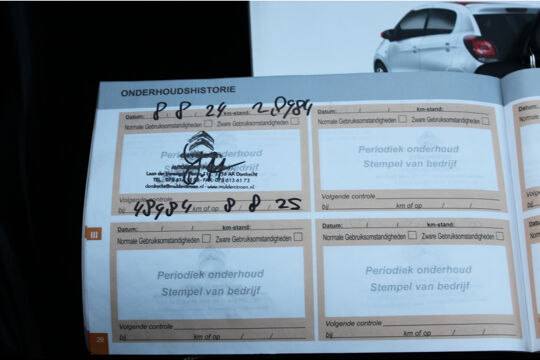 ONDERHOUDSHISTORIE
Datum: 8 / 8 / 24 km-stand: 28984
Normale Gebruiksomstandigheden Zware Gebruiksomstandigheden
Periodiek onderhoud
dordrecht@muldercitroen.nl - www.muldercitroen.nl
Volgende controle
bij 48984 km of op 8 / 8 / 25
Datum: / / km-stand:
Normale Gebruiksomstandigheden Zware Gebruiksomstandigheden
Periodiek onderhoud
Stempel van bedrijf
Volgende controle
bij km of op / /
Datum: / / km-stand:
Normale Gebruiksomstandigheden Zware Gebruiksomstandigheden
Periodiek onderhoud
Stempel van bedrijf
Volgende controle
bij km of op / /
Datum: / / km-stand:
Normale Gebruiksomstandigheden Zware Gebruiksomstandigheden
Periodiek onderhoud
Stempel van bedrijf
Volgende controle
bij km of op / /
III
26